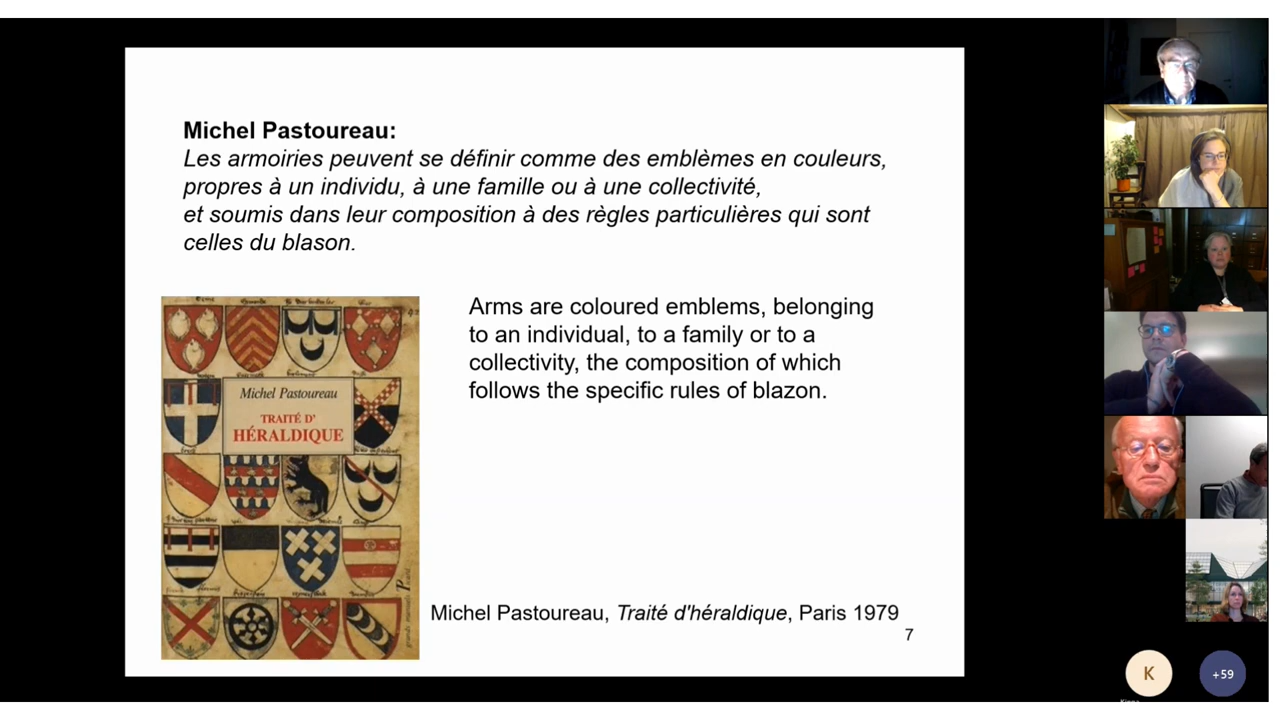 Michel Pastoureau:
Les armoiries peuvent se définir comme des emblèmes en couleurs,
propres à un individu, à une famille ou à une collectivité,
et soumis dans leur composition à des règles particulières qui sont
celles du blason.
Arms are coloured emblems, belonging
to an individual, to a family or to a
collectivity, the composition of which
follows the specific rules of blazon.
Michel Pastoureau
TRAITÉ D'
HÉRALDIQUE
Michel Pastoureau, Traité d'héraldique, Paris 1979
7
K
+59